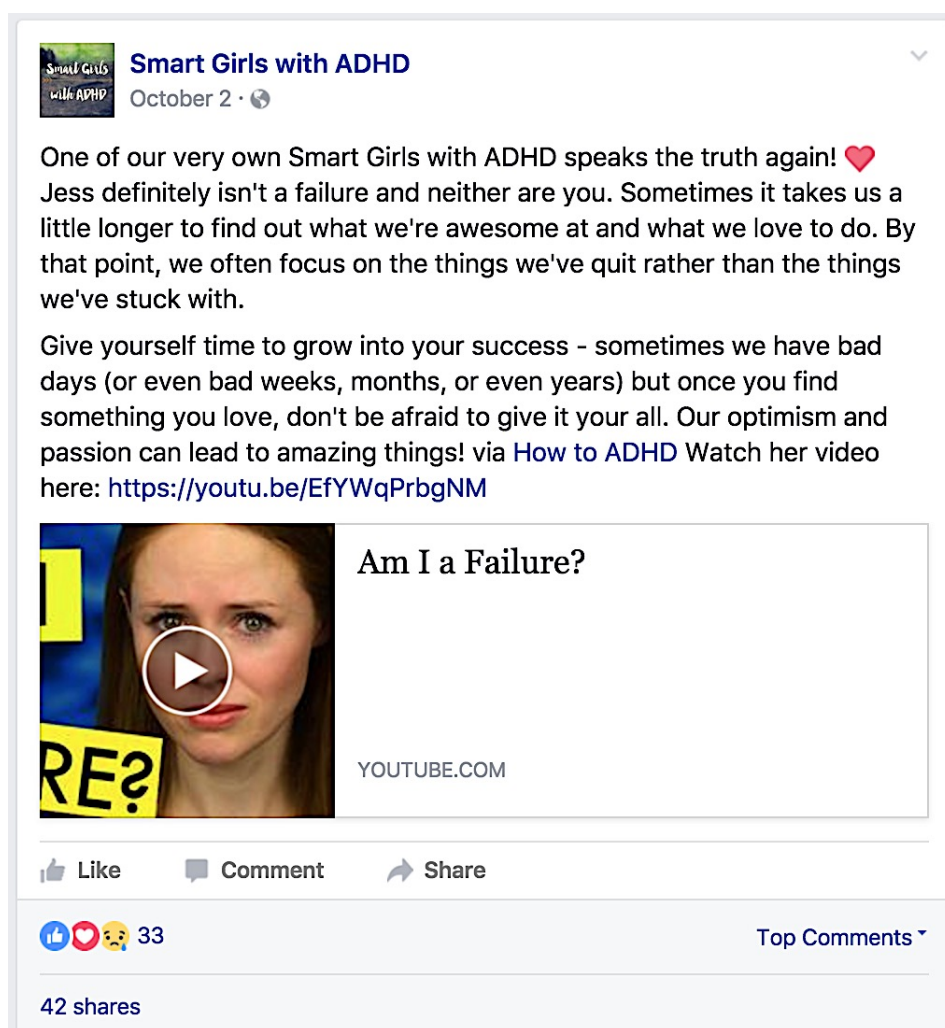 Smart Girls
with ADHD
Smart Girls with ADHD
October 2 ·
One of our very own Smart Girls with ADHD speaks the truth again! ❤️
Jess definitely isn't a failure and neither are you. Sometimes it takes us a
little longer to find out what we're awesome at and what we love to do. By
that point, we often focus on the things we've quit rather than the things
we've stuck with.
Give yourself time to grow into your success - sometimes we have bad
days (or even bad weeks, months, or even years) but once you find
something you love, don't be afraid to give it your all. Our optimism and
passion can lead to amazing things! via How to ADHD Watch her video
here: https://youtu.be/EfYWqPrbgNM
RE?
Am I a Failure?
YOUTUBE.COM
Like Comment Share
33 Top Comments
42 shares